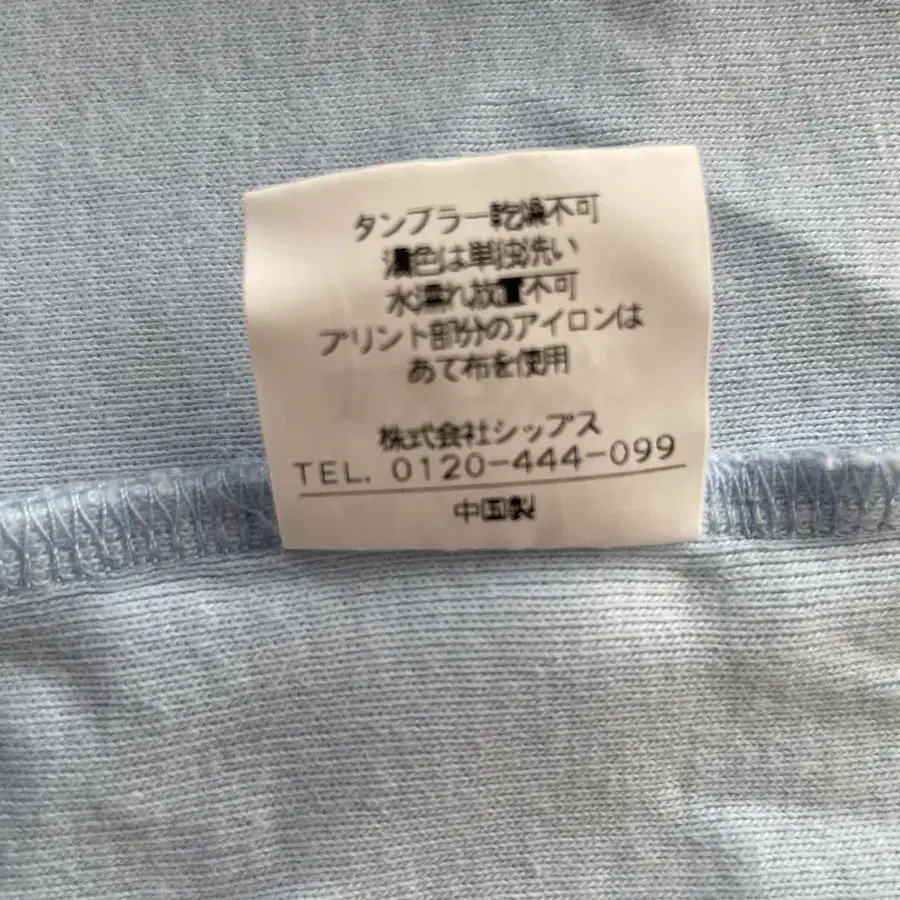 タンブラー乾燥不可
濃色は単独洗い
水濡れ放置不可
プリント部分のアイロンは
あて布を使用
株式会社シップス
TEL. 0120-444-099
中国製